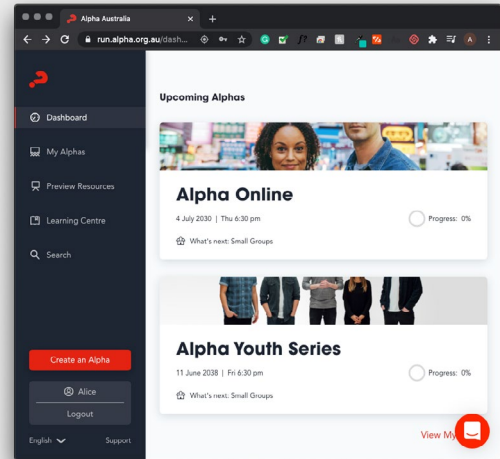 Alpha Australia
run.alpha.org.au/dash...
Dashboard
My Alphas
Preview Resources
Learning Centre
Search
Create an Alpha
Alice
Logout
English
Support
Upcoming Alphas
Alpha Online
4 July 2030 | Thu 6:30 pm
Progress: 0%
What's next: Small Groups
Alpha Youth Series
11 June 2038 | Fri 6:30 pm
Progress: 0%
What's next: Small Groups
View My